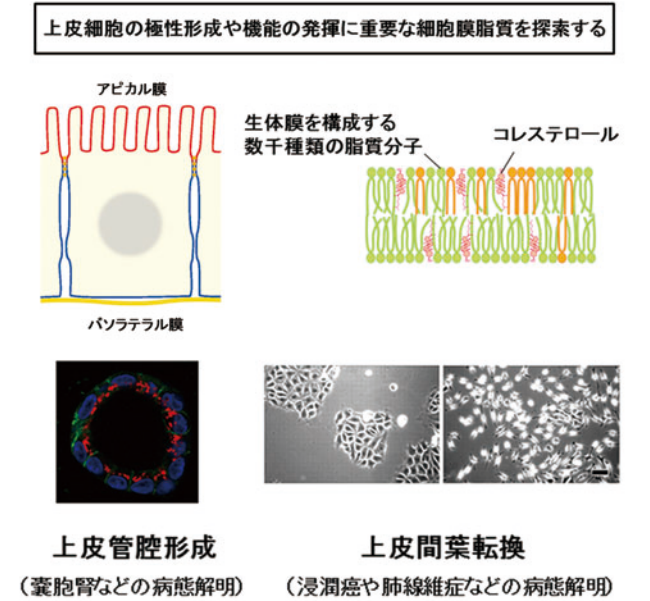 上皮細胞の極性形成や機能の発揮に重要な細胞膜脂質を探素する
アピカル膜
生体膜を構成する
数千種類の脂質分子
コレステロール
バソラテラル膜
上皮管腔形成
(嚢胞腎などの病態解明)
上皮間葉転換
(浸潤癌や肺線維症などの病態解明)